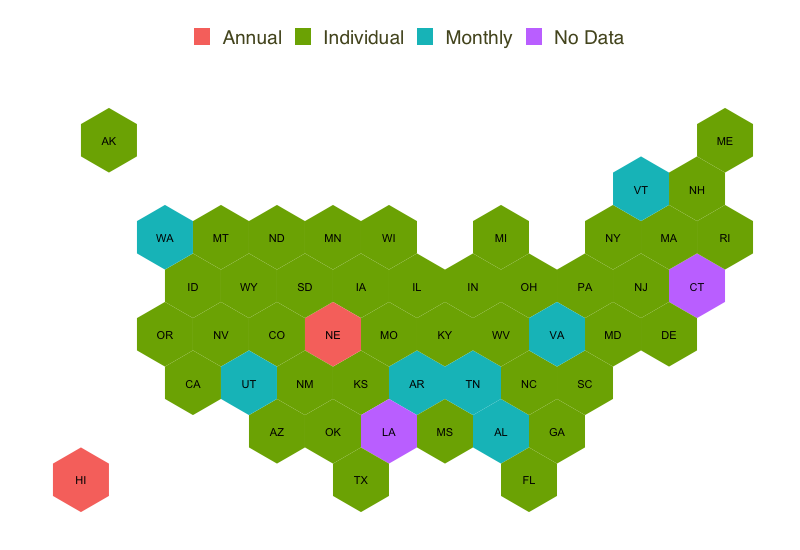 Annual Individual Monthly No Data
AK ME
VT NH
WA MT ND MN WI MI NY MA RI
ID WY SD IA IL IN OH PA NJ CT
OR NV CO NE MO KY WV VA MD DE
CA UT NM KS AR TN NC SC
AZ OK LA MS AL GA
HI TX FL